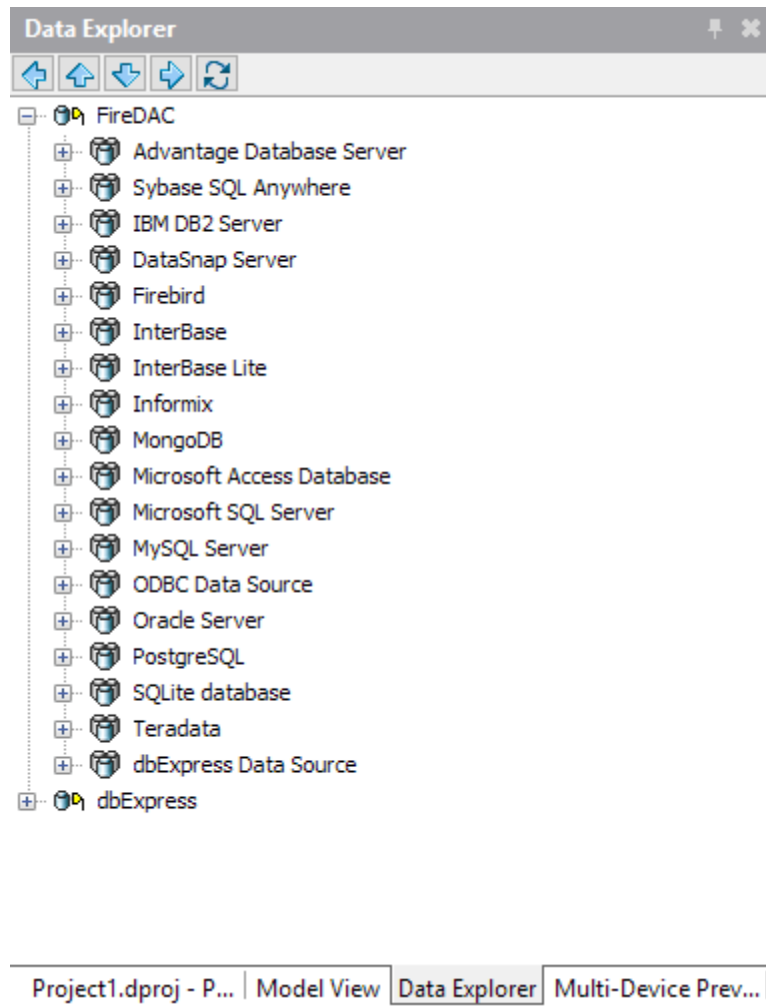 Data Explorer
FireDAC
Advantage Database Server
Sybase SQL Anywhere
IBM DB2 Server
DataSnap Server
Firebird
InterBase
InterBase Lite
Informix
MongoDB
Microsoft Access Database
Microsoft SQL Server
MySQL Server
ODBC Data Source
Oracle Server
PostgreSQL
SQLite database
Teradata
dbExpress Data Source
dbExpress
Project1.dproj - P... Model View Data Explorer Multi-Device Prev...